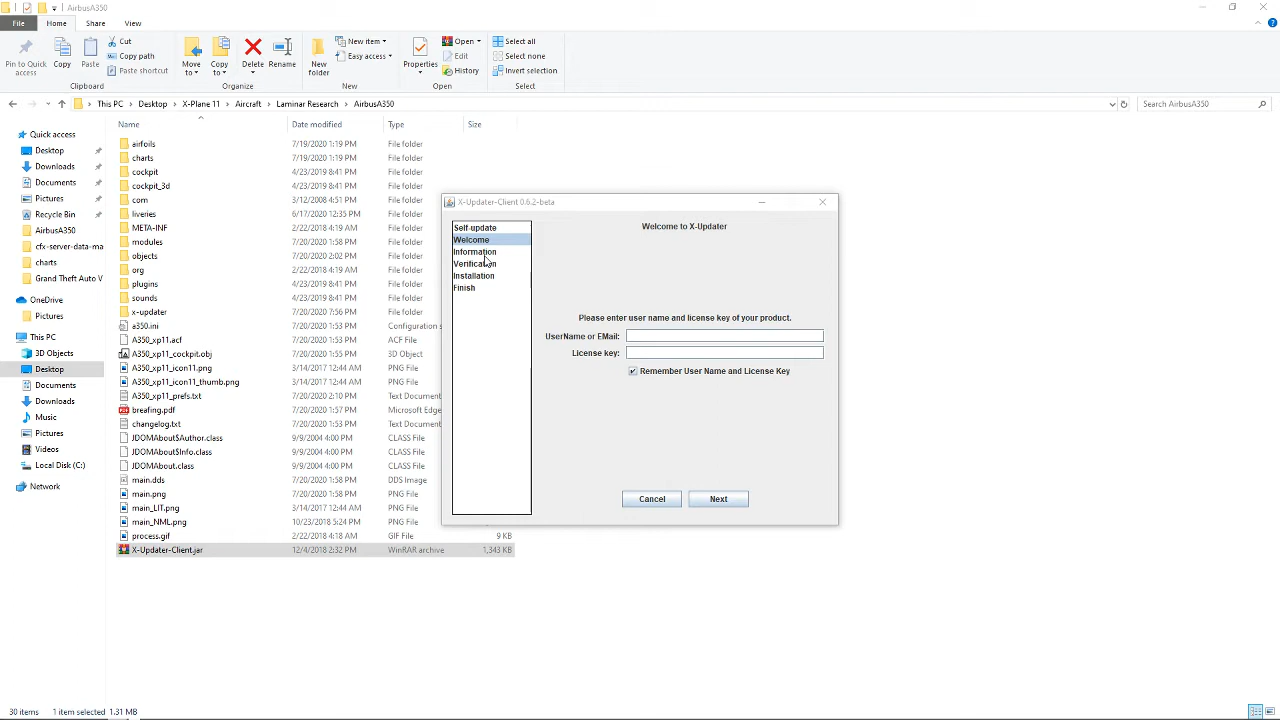 AirbusA350
File Home Share View
Pin to Quick access
Copy
Paste
Cut
Copy path
Paste shortcut
Clipboard
Move to
Copy to
Delete
Rename
Organize
New folder
New item
Easy access
New
Properties
Open
Edit
History
Open
Select all
Select none
Invert selection
Select
This PC Desktop X-Plane 11 Aircraft Laminar Research AirbusA350
Search AirbusA350
Quick access
Desktop
Downloads
Documents
Pictures
Recycle Bin
AirbusA350
cfx-server-data-ma
charts
Grand Theft Auto V
OneDrive
Pictures
This PC
3D Objects
Desktop
Documents
Downloads
Music
Pictures
Videos
Local Disk (C:)
Network
Name Date modified Type Size
airfoils 7/19/2020 1:19 PM File folder
charts 7/19/2020 1:19 PM File folder
cockpit 4/23/2019 8:41 PM File folder
cockpit_3d 4/23/2019 8:41 PM File folder
com 3/12/2008 4:41 PM File folder
liveries 6/17/2020 12:35 PM File folder
META-INF 2/22/2018 4:19 AM File folder
modules 7/20/2020 1:58 PM File folder
objects 7/20/2020 2:02 PM File folder
org 2/22/2018 4:19 AM File folder
plugins 4/23/2019 8:41 PM File folder
sounds 4/23/2019 8:41 PM File folder
x-updater 7/20/2020 7:56 PM File folder
a350.ini 7/20/2020 1:53 PM Configuration s
A350_xp11.acf 7/20/2020 1:58 PM ACF File
A350_xp11_cockpit.obj 7/20/2020 1:55 PM 3D Object
A350_xp11_icon11.png 3/14/2017 12:44 AM PNG File
A350_xp11_icon11_thumb.png 3/14/2017 12:44 AM PNG File
A350_xp11_prefs.txt 7/20/2020 2:10 PM Text Document
breafing.pdf 7/20/2020 1:57 PM Microsoft Edge
changelog.txt 7/20/2020 1:53 PM Text Document
JDOMAbout$Author.class 9/9/2004 4:00 PM CLASS File
JDOMAbout$Info.class 9/9/2004 4:00 PM CLASS File
JDOMAbout.class 9/9/2004 4:00 PM CLASS File
main.dds 7/20/2020 1:58 PM DDS Image
main.png 7/20/2020 1:58 PM PNG File
main_LIT.png 3/14/2017 12:44 AM PNG File
main_NML.png 10/23/2018 5:24 PM PNG File
process.gif 2/22/2018 4:18 AM GIF File 9 KB
X-Updater-Client.jar 12/4/2018 2:32 PM WinRAR archive 1,343 KB
X-Updater-Client 0.6.2-beta
Self-update
Welcome
Information
Verification
Installation
Finish
Welcome to X-Updater
Please enter user name and license key of your product.
UserName or EMail:
License key:
Remember User Name and License Key
Cancel Next
30 items 1 item selected 1.31 MB